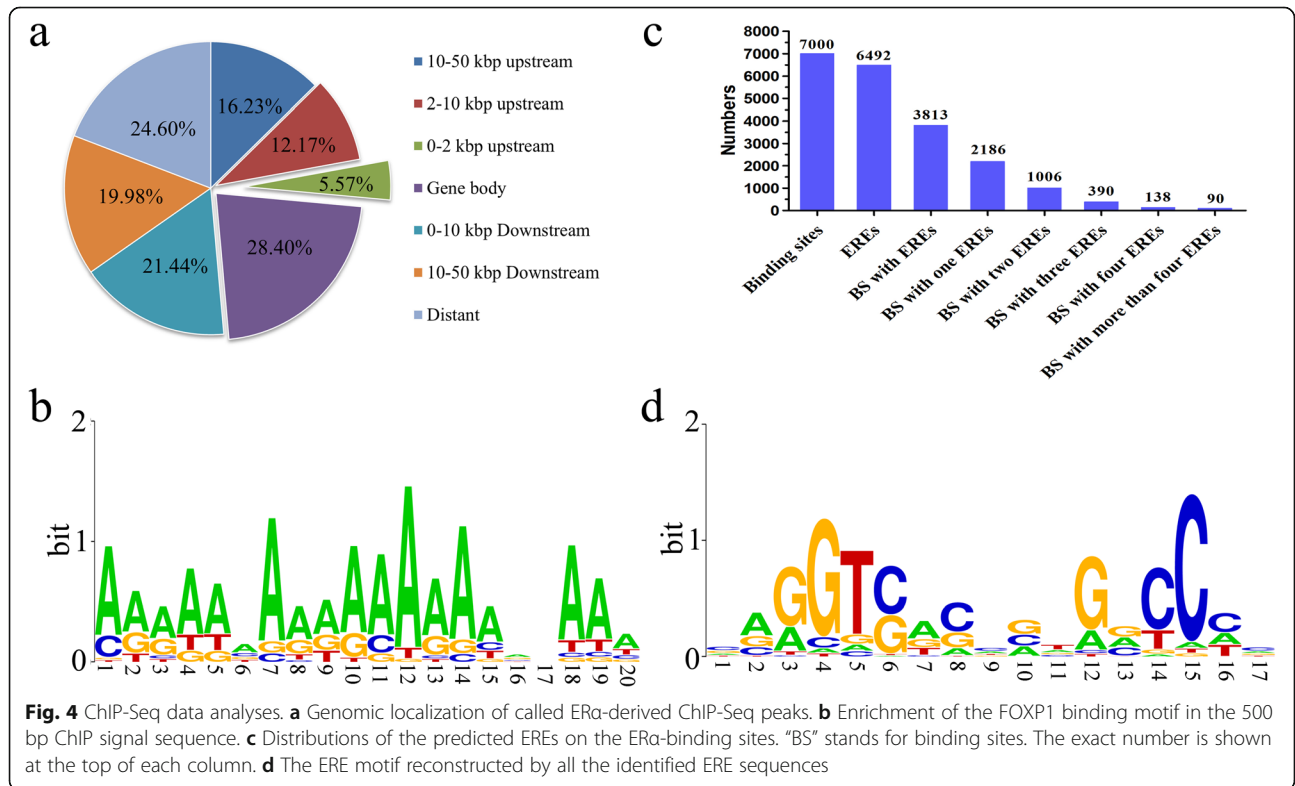 a
16.23%
12.17%
5.57%
28.40%
21.44%
19.98%
24.60%
10-50 kbp upstream
2-10 kbp upstream
0-2 kbp upstream
Gene body
0-10 kbp Downstream
10-50 kbp Downstream
Distant
c
Numbers
8000
7000
6000
5000
4000
3000
2000
1000
0
7000
6492
3813
2186
1006
390
138
90
Binding sites
EREs
BS with EREs
BS with one EREs
BS with two EREs
BS with three EREs
BS with four EREs
BS with more than four EREs
b
2
bit
1
0
1 2 3 4 5 6 7 8 9 10 11 12 13 14 15 16 17 18 19 20
d
2
bit
1
0
1 2 3 4 5 6 7 8 9 10 11 12 13 14 15 16 17
Fig. 4 ChIP-Seq data analyses. a Genomic localization of called ERα-derived ChIP-Seq peaks. b Enrichment of the FOXP1 binding motif in the 500
bp ChIP signal sequence. c Distributions of the predicted EREs on the ERα-binding sites. “BS” stands for binding sites. The exact number is shown
at the top of each column. d The ERE motif reconstructed by all the identified ERE sequences